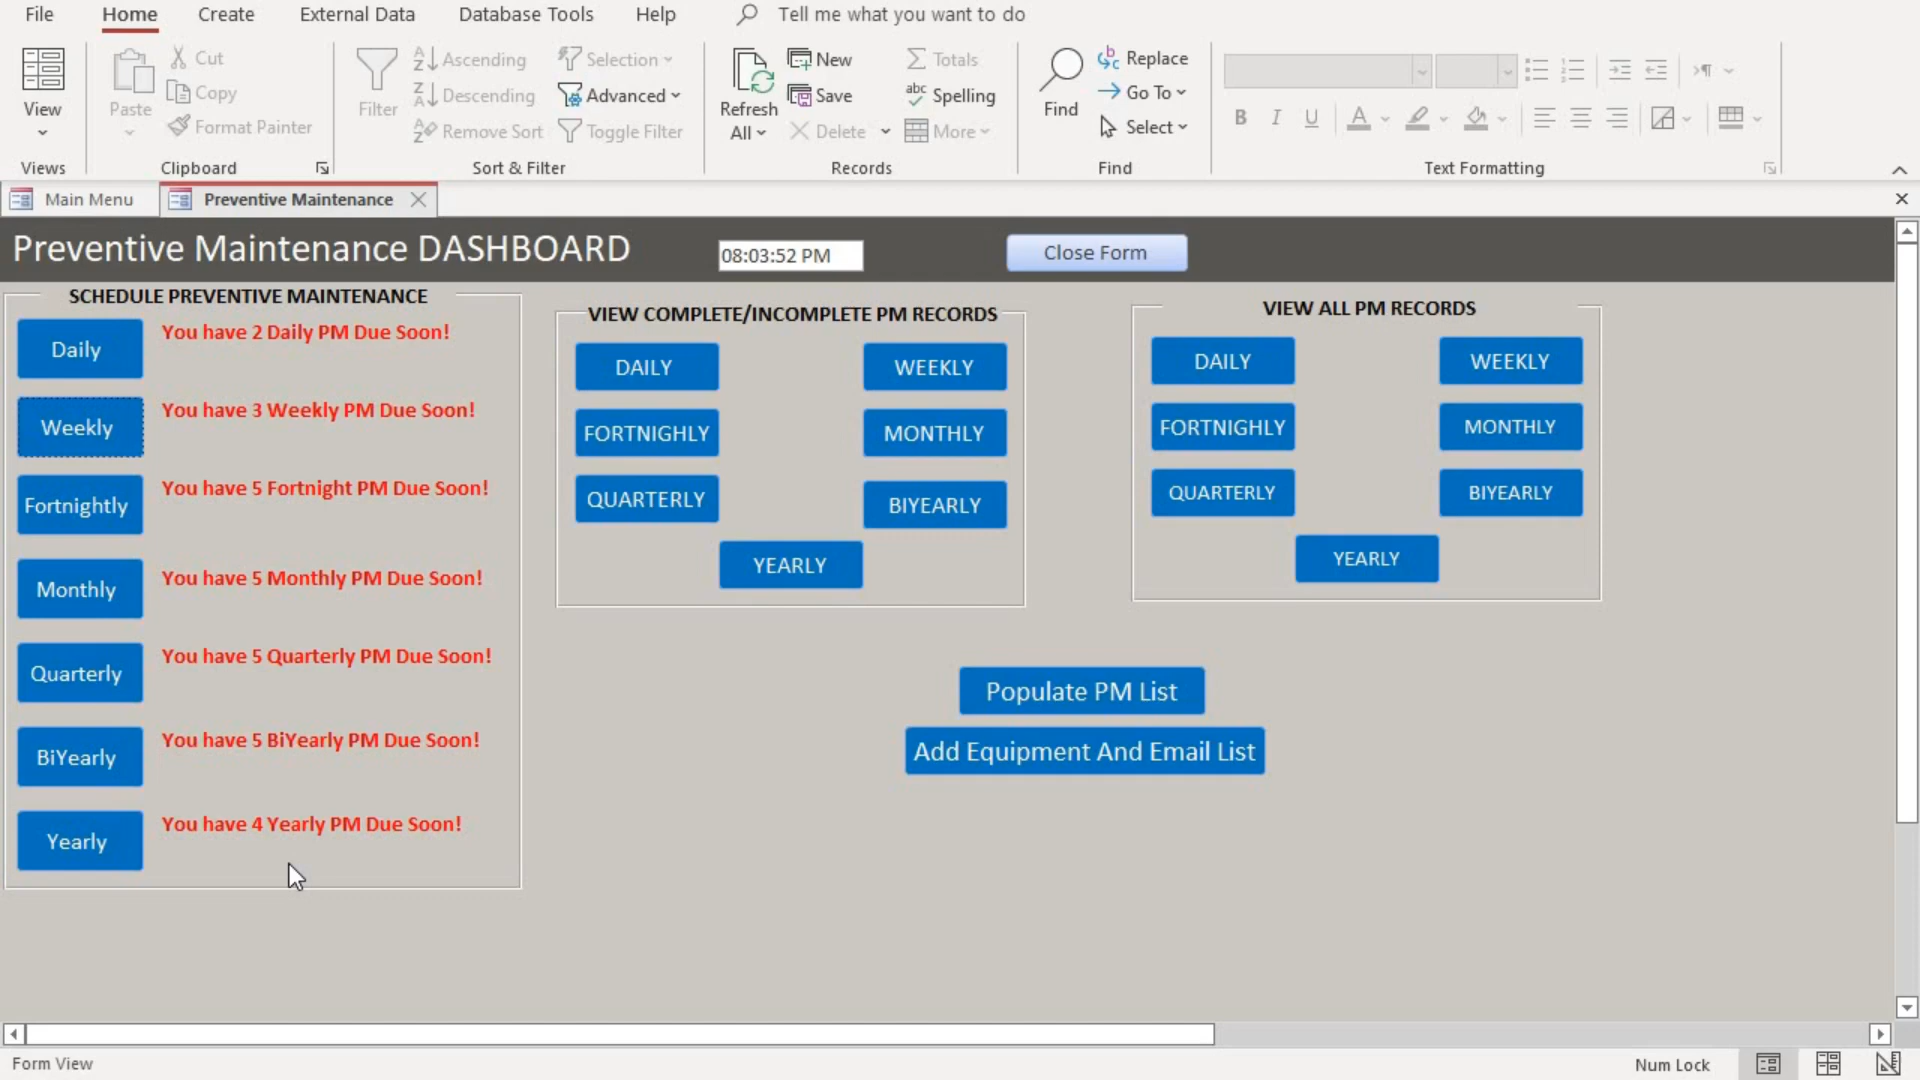 File Home Create External Data Database Tools Help Tell me what you want to do
View
Views
Paste
Cut
Copy
Format Painter
Clipboard
Filter
Ascending
Descending
Remove Sort
Selection
Advanced
Toggle Filter
Sort & Filter
Refresh
All
New
Save
Delete
Totals
Spelling
More
Records
Find
Replace
Go To
Select
Find
B I U
Text Formatting
Main Menu Preventive Maintenance
Preventive Maintenance DASHBOARD 08:03:52 PM Close Form
SCHEDULE PREVENTIVE MAINTENANCE
Daily You have 2 Daily PM Due Soon!
Weekly You have 3 Weekly PM Due Soon!
Fortnightly You have 5 Fortnight PM Due Soon!
Monthly You have 5 Monthly PM Due Soon!
Quarterly You have 5 Quarterly PM Due Soon!
BiYearly You have 5 BiYearly PM Due Soon!
Yearly You have 4 Yearly PM Due Soon!
VIEW COMPLETE/INCOMPLETE PM RECORDS
DAILY WEEKLY
FORTNIGHLY MONTHLY
QUARTERLY BIYEARLY
YEARLY
VIEW ALL PM RECORDS
DAILY WEEKLY
FORTNIGHLY MONTHLY
QUARTERLY BIYEARLY
YEARLY
Populate PM List
Add Equipment And Email List
Form View Num Lock